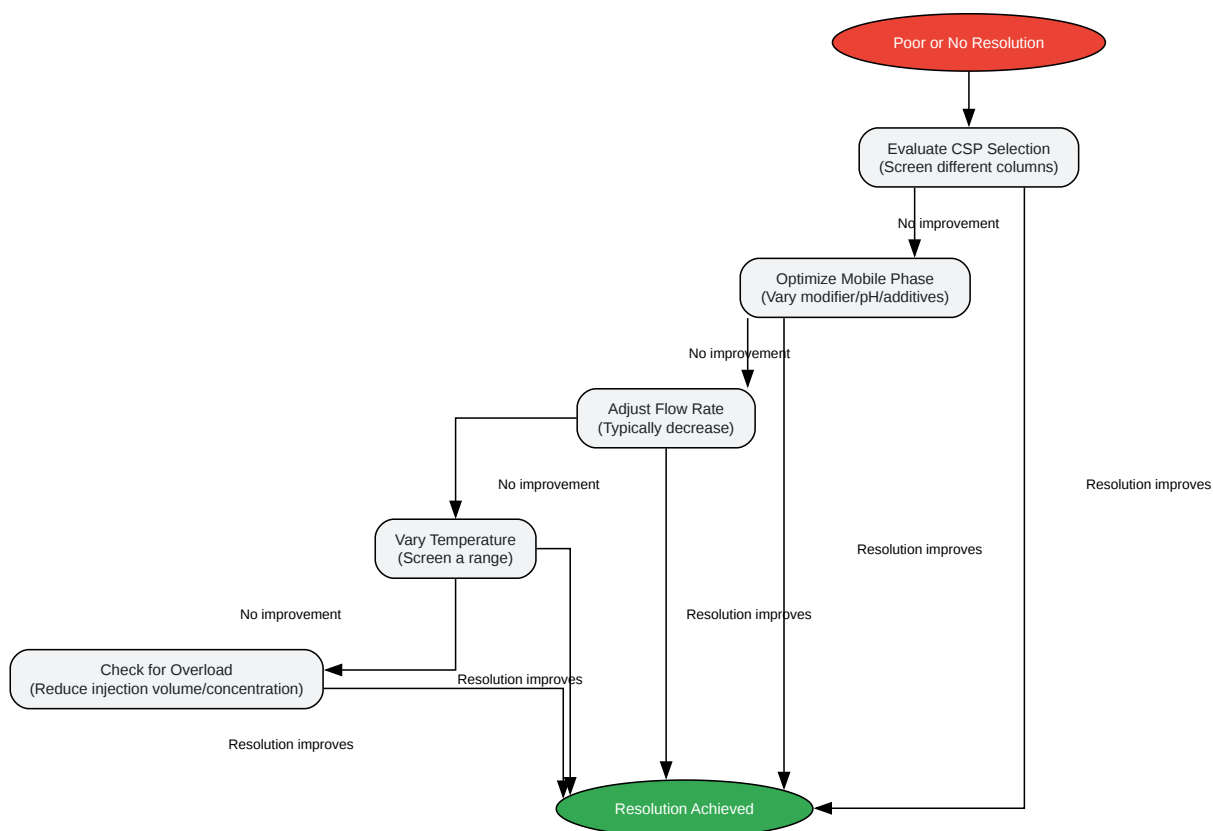 Poor or No Resolution
Evaluate CSP Selection
(Screen different columns)
No improvement
Optimize Mobile Phase
(Vary modifier/pH/additives)
No improvement
Adjust Flow Rate
(Typically decrease)
No improvement
Resolution improves
Vary Temperature
(Screen a range)
Resolution improves
No improvement
Resolution improves
Check for Overload
(Reduce injection volume/concentration)
Resolution improves
Resolution improves
Resolution Achieved